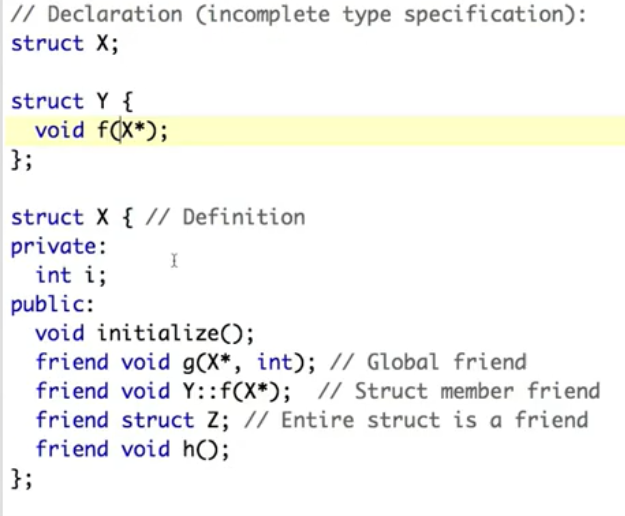 // Declaration (incomplete type specification):
struct X;
struct Y {
  void f(X*);
};
struct X { // Definition
private:
  int i;
public:
  void initialize();
  friend void g(X*, int); // Global friend
  friend void Y::f(X*);  // Struct member friend
  friend struct Z; // Entire struct is a friend
  friend void h();
};